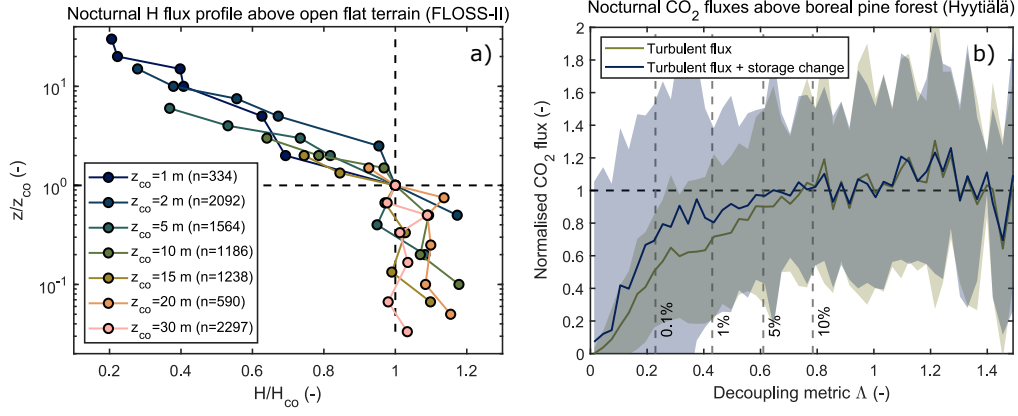 Nocturnal H flux profile above open flat terrain (FLOSS-II)
a)
z/z_co (-)
10^1
10^0
10^-1
z_co=1 m (n=334)
z_co=2 m (n=2092)
z_co=5 m (n=1564)
z_co=10 m (n=1186)
z_co=15 m (n=1238)
z_co=20 m (n=590)
z_co=30 m (n=2297)
0.2 0.4 0.6 0.8 1 1.2
H/H_co (-)
Nocturnal CO_2 fluxes above boreal pine forest (Hyytiälä)
b)
Turbulent flux
Turbulent flux + storage change
Normalised CO_2 flux (-)
2
1.8
1.6
1.4
1.2
1
0.8
0.6
0.4
0.2
0
0.1%
1%
5%
10%
0 0.2 0.4 0.6 0.8 1 1.2 1.4
Decoupling metric Λ (-)